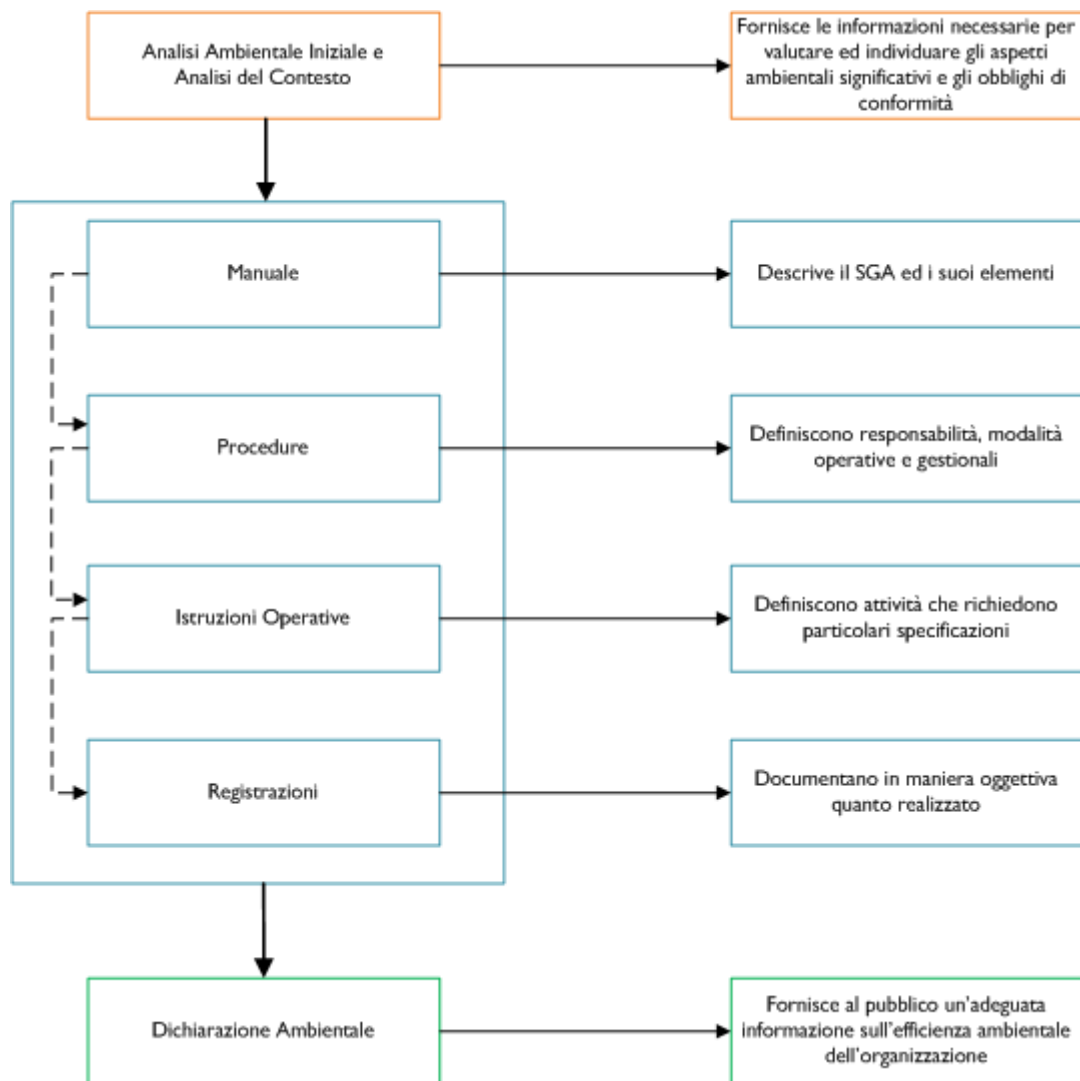 Analisi Ambientale Iniziale e
Analisi del Contesto
Fornisce le informazioni necessarie per
valutare ed individuare gli aspetti
ambientali significativi e gli obblighi di
conformità
Manuale
Descrive il SGA ed i suoi elementi
Procedure
Definiscono responsabilità, modalità
operative e gestionali
Istruzioni Operative
Definiscono attività che richiedono
particolari specificazioni
Registrazioni
Documentano in maniera oggettiva
quanto realizzato
Dichiarazione Ambientale
Fornisce al pubblico un'adeguata
informazione sull'efficienza ambientale
dell'organizzazione